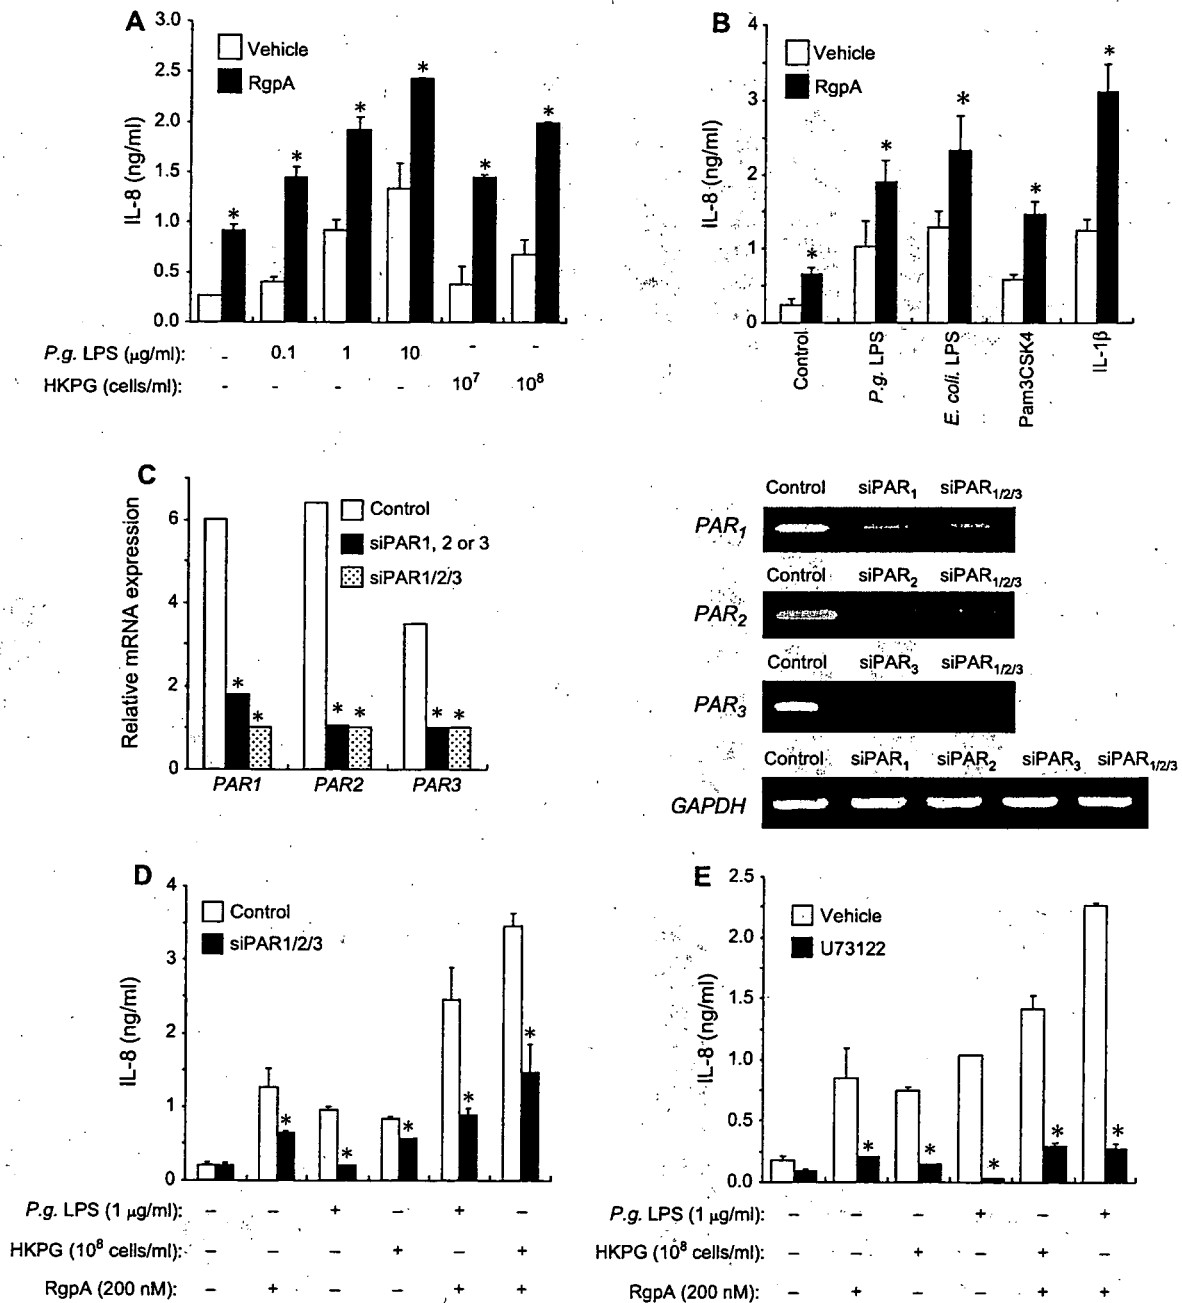 A
IL-8 (ng/ml)
3.0
2.5
2.0
1.5
1.0
0.5
0.0
Vehicle
RgpA
* * * * * *
P.g. LPS (μg/ml): - 0.1 1 10 - -
HKPG (cells/ml): - - - - 10⁷ 10⁸
B
IL-8 (ng/ml)
4
3
2
1
0
Vehicle
RgpA
* * * * *
Control
P.g. LPS
E. coli. LPS
Pam3CSK4
IL-1β
C
Relative mRNA expression
6
4
2
0
Control
siPAR1, 2 or 3
siPAR1/2/3
* * * * * *
PAR1 PAR2 PAR3
Control siPAR₁ siPAR₁/₂/₃
PAR₁
Control siPAR₂ siPAR₁/₂/₃
PAR₂
Control siPAR₃ siPAR₁/₂/₃
PAR₃
Control siPAR₁ siPAR₂ siPAR₃ siPAR₁/₂/₃
GAPDH
D
IL-8 (ng/ml)
4
3
2
1
0
Control
siPAR1/2/3
* * * * *
P.g. LPS (1 μg/ml): - - + - + -
HKPG (10⁸ cells/ml): - - - + - +
RgpA (200 nM): - + - - + +
E
IL-8 (ng/ml)
2.5
2.0
1.5
1.0
0.5
0.0
Vehicle
U73122
* * * * *
P.g. LPS (1 μg/ml): - - - + - +
HKPG (10⁸ cells/ml): - - + - + -
RgpA (200 nM): - + - - + +